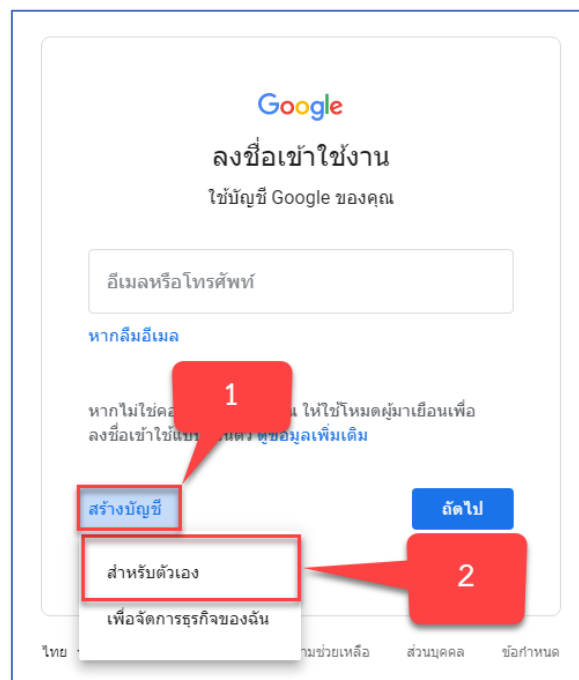 Google
ลงชื่อเข้าใช้งาน
ใช้บัญชี Google ของคุณ
อีเมลหรือโทรศัพท์
หากลืมอีเมล
1
หากไม่ใช่ ให้ใช้โหมดผู้มาเยือนเพื่อ
ลงชื่อเข้าใช้ ดูข้อมูลเพิ่มเติม
สร้างบัญชี
ถัดไป
สำหรับตัวเอง
2
เพื่อจัดการธุรกิจของฉัน
ไทย ส่วนบุคคล ข้อกำหนด